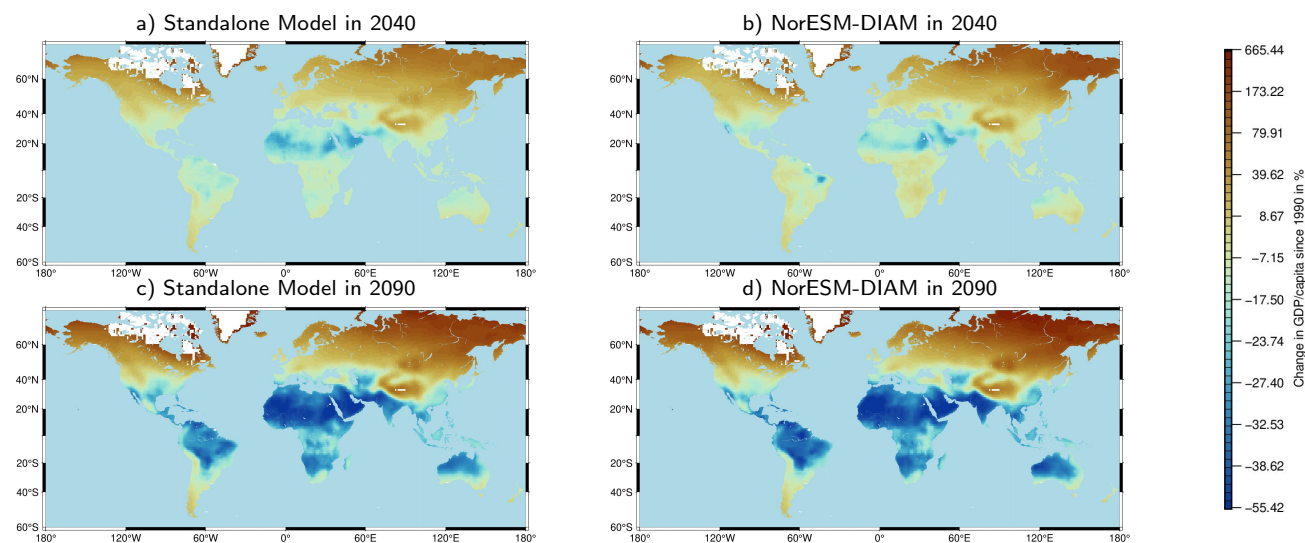 a) Standalone Model in 2040
b) NorESM-DIAM in 2040
60°N
40°N
20°N
0°
20°S
40°S
60°S
180°
120°W
60°W
0°
60°E
120°E
180°
60°N
40°N
20°N
0°
20°S
40°S
60°S
180°
120°W
60°W
0°
60°E
120°E
180°
c) Standalone Model in 2090
d) NorESM-DIAM in 2090
60°N
40°N
20°N
0°
20°S
40°S
60°S
180°
120°W
60°W
0°
60°E
120°E
180°
60°N
40°N
20°N
0°
20°S
40°S
60°S
180°
120°W
60°W
0°
60°E
120°E
180°
665.44
173.22
79.91
39.62
8.67
−7.15
−17.50
−23.74
−27.40
−32.53
−38.62
−55.42
Change in GDP/capita since 1990 in %